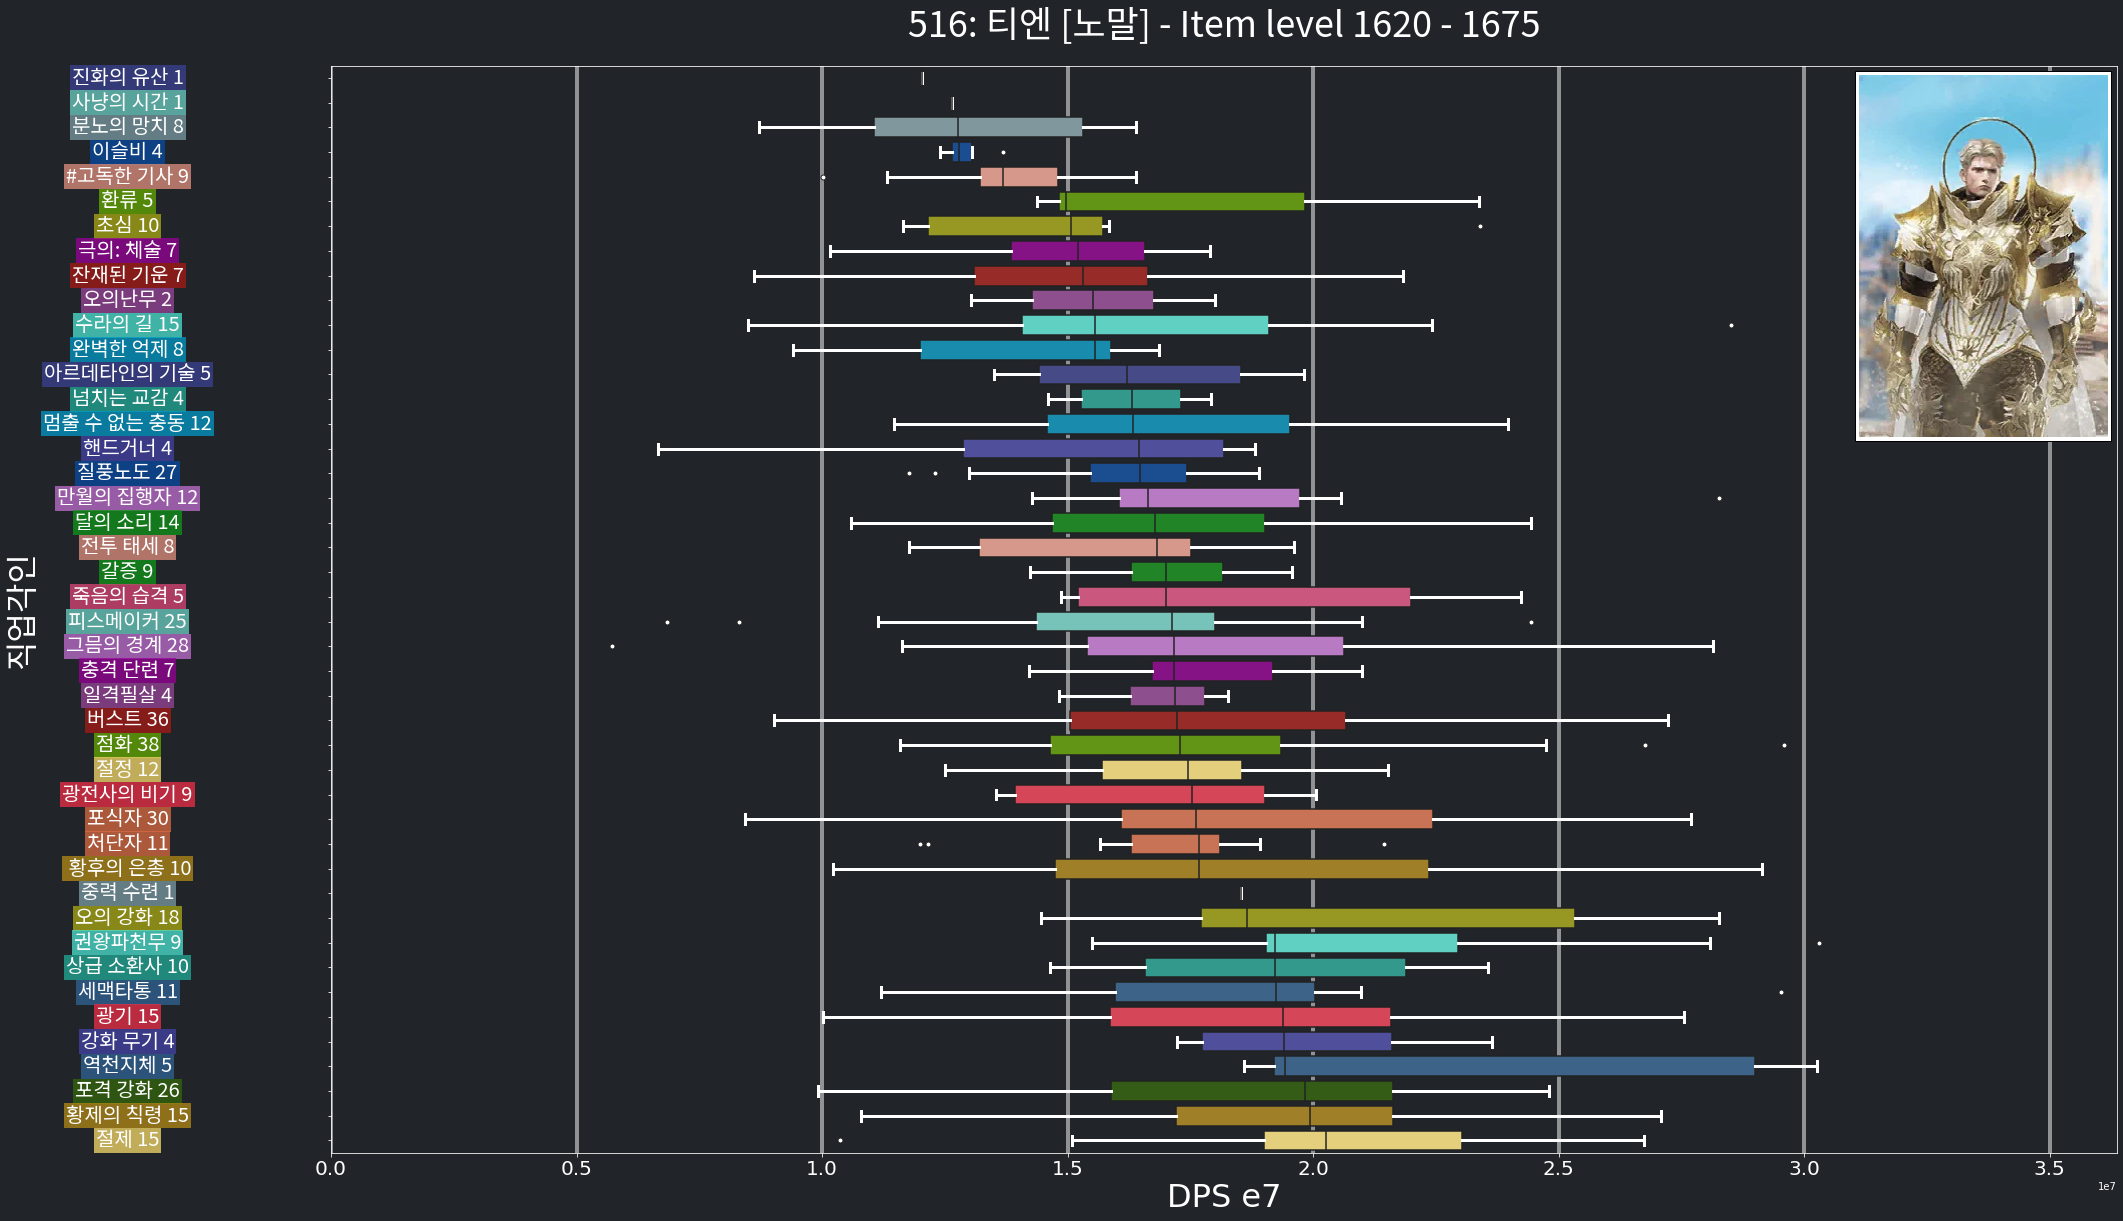 516: 티엔 [노말] - Item level 1620 - 1675
직업각인
진화의 유산 1
사냥의 시간 1
분노의 망치 8
이슬비 4
#고독한 기사 9
환류 5
초심 10
극의: 체술 7
잔재된 기운 7
오의난무 2
수라의 길 15
완벽한 억제 8
아르데타인의 기술 5
넘치는 교감 4
멈출 수 없는 충동 12
핸드거너 4
질풍노도 27
만월의 집행자 12
달의 소리 14
전투 태세 8
갈증 9
죽음의 습격 5
피스메이커 25
그믐의 경계 28
충격 단련 7
일격필살 4
버스트 36
점화 38
절정 12
광전사의 비기 9
포식자 30
처단자 11
황후의 은총 10
중력 수련 1
오의 강화 18
권왕파천무 9
상급 소환사 10
세맥타통 11
광기 15
강화 무기 4
역천지체 5
포격 강화 26
황제의 칙령 15
절제 15
0.0 0.5 1.0 1.5 2.0 2.5 3.0 3.5
1e7
DPS e7